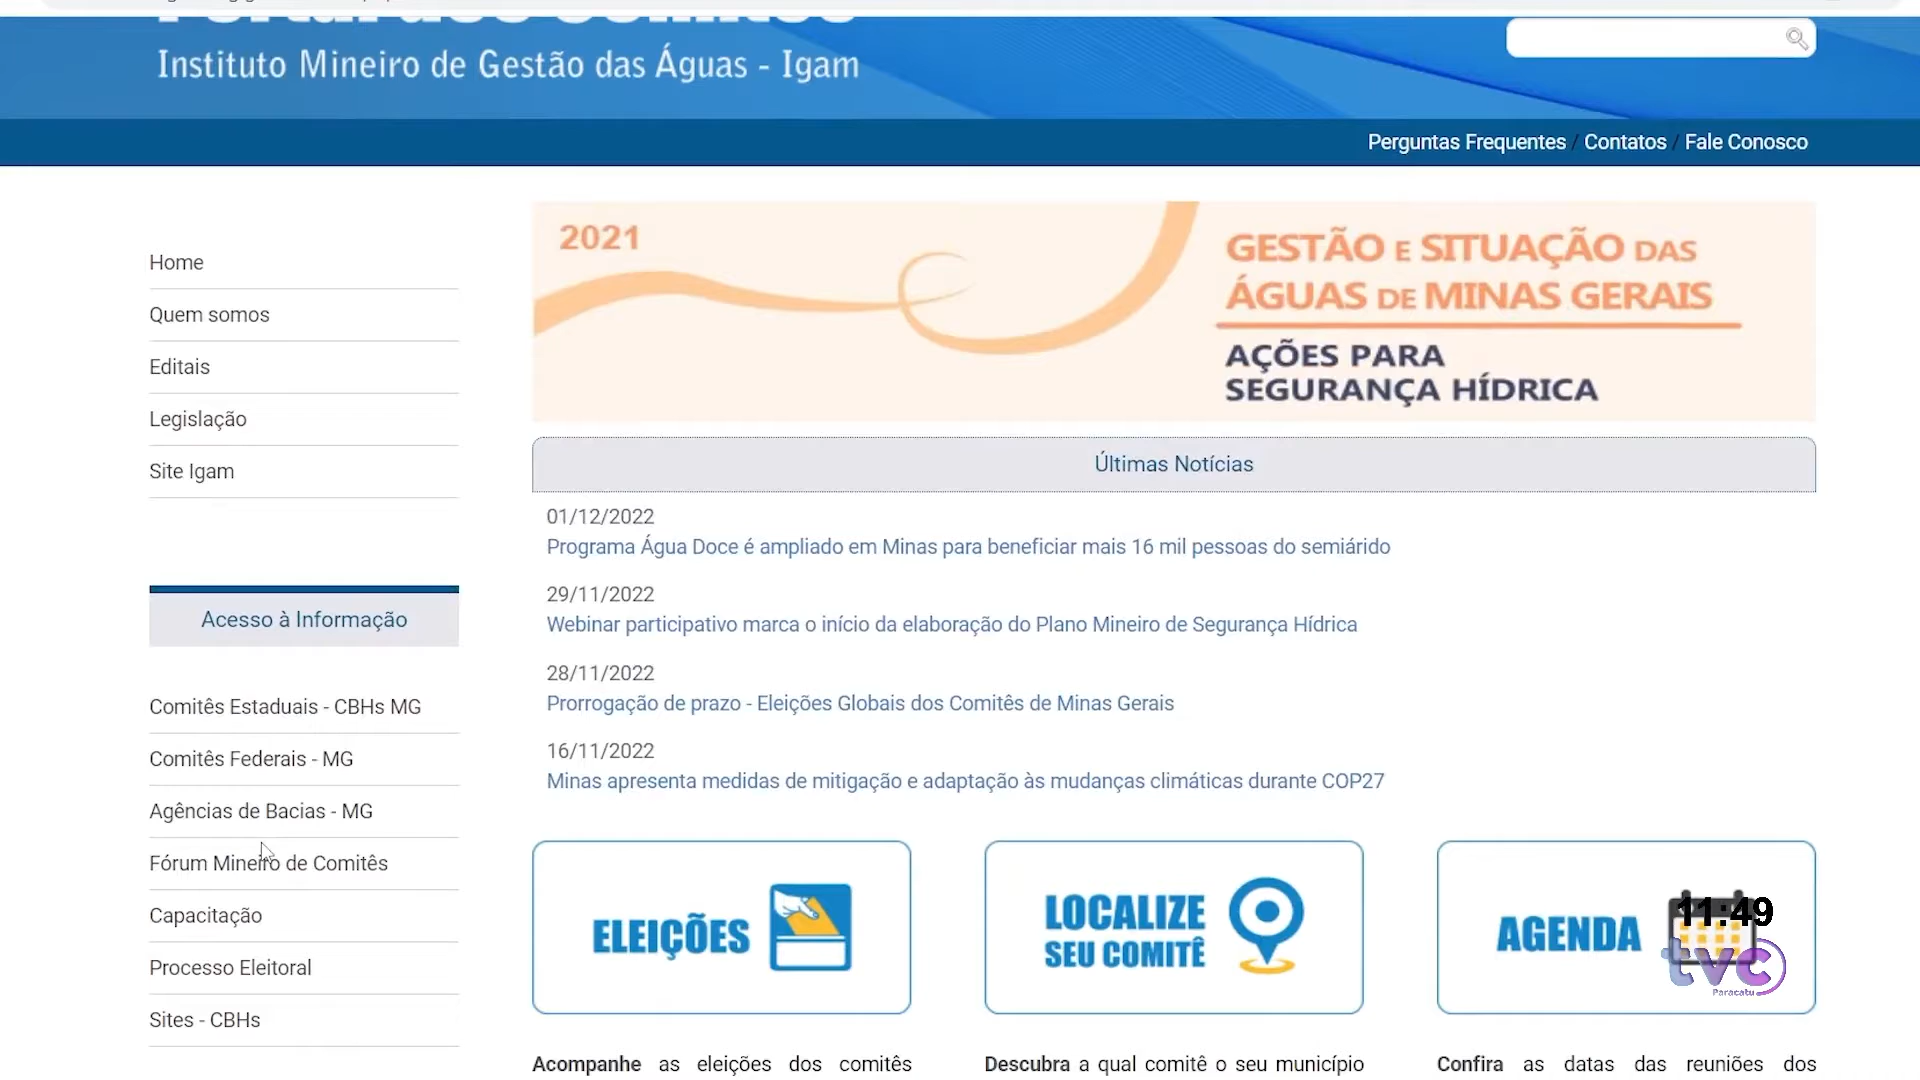 Instituto Mineiro de Gestão das Águas - Igam
Perguntas Frequentes / Contatos / Fale Conosco
Home
Quem somos
Editais
Legislação
Site Igam
Acesso à Informação
Comitês Estaduais - CBHs MG
Comitês Federais - MG
Agências de Bacias - MG
Fórum Mineiro de Comitês
Capacitação
Processo Eleitoral
Sites - CBHs
2021
GESTÃO E SITUAÇÃO DAS
ÁGUAS DE MINAS GERAIS
AÇÕES PARA
SEGURANÇA HÍDRICA
Últimas Notícias
01/12/2022
Programa Água Doce é ampliado em Minas para beneficiar mais 16 mil pessoas do semiárido
29/11/2022
Webinar participativo marca o início da elaboração do Plano Mineiro de Segurança Hídrica
28/11/2022
Prorrogação de prazo - Eleições Globais dos Comitês de Minas Gerais
16/11/2022
Minas apresenta medidas de mitigação e adaptação às mudanças climáticas durante COP27
ELEIÇÕES
LOCALIZE
SEU COMITÊ
AGENDA
11:49
tvc
Paracatu
Acompanhe as eleições dos comitês
Descubra a qual comitê o seu município
Confira as datas das reuniões dos